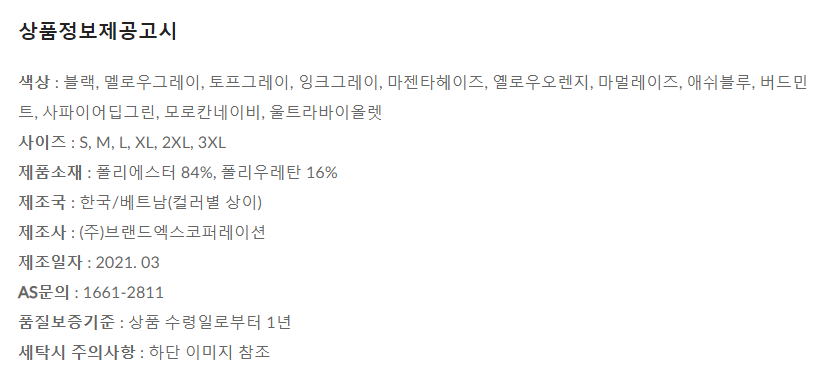 상품정보제공고시
색상 : 블랙, 멜로우그레이, 토프그레이, 잉크그레이, 마젠타헤이즈, 옐로우오렌지, 마멀레이즈, 애쉬블루, 버드민
트, 사파이어딥그린, 모로칸네이비, 울트라바이올렛
사이즈 : S, M, L, XL, 2XL, 3XL
제품소재 : 폴리에스터 84%, 폴리우레탄 16%
제조국 : 한국/베트남(컬러별 상이)
제조사 : (주)브랜드엑스코퍼레이션
제조일자 : 2021. 03
AS문의 : 1661-2811
품질보증기준 : 상품 수령일로부터 1년
세탁시 주의사항 : 하단 이미지 참조